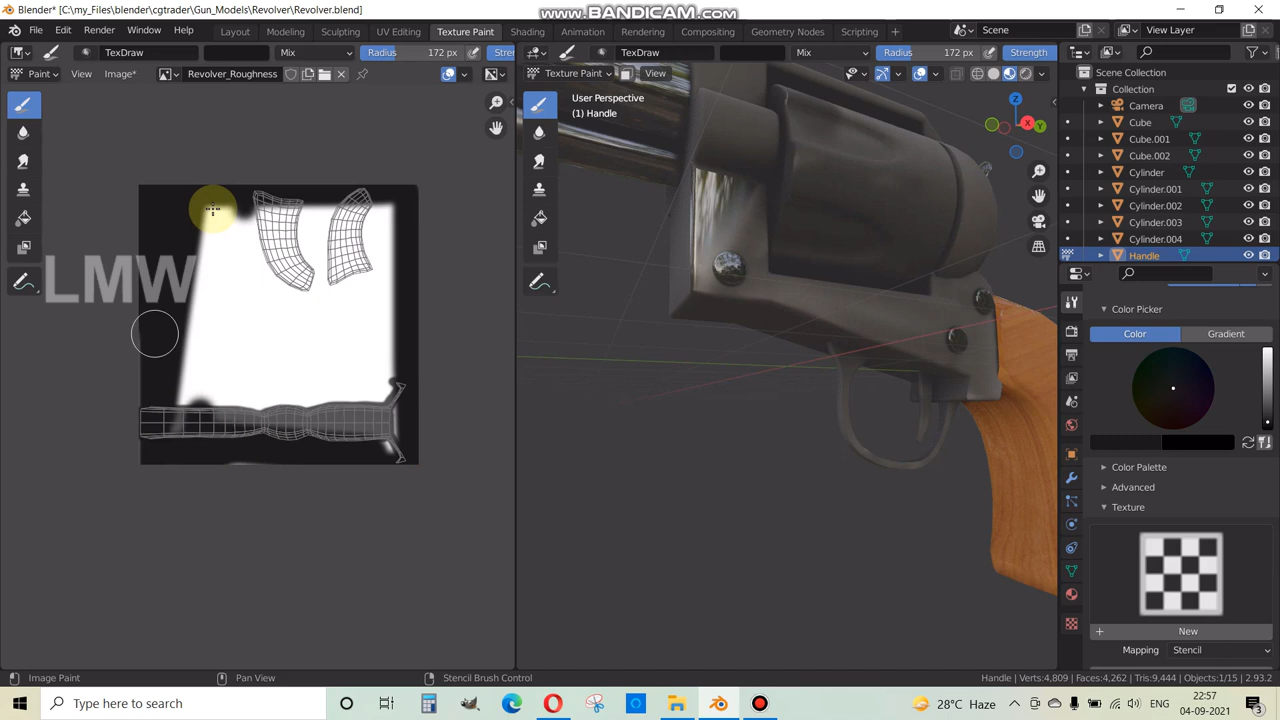 Blender* [C:\my_Files\blender\cgtrader\Gun_Models\Revolver\Revolver.blend]
www.BANDICAM.com
File Edit Render Window Help Layout Modeling Sculpting UV Editing Texture Paint Shading Animation Rendering Compositing Geometry Nodes Scripting + Scene View Layer
TexDraw Mix Radius 172 px Stren TexDraw Mix Radius 172 px Strength
Paint View Image* Revolver_Roughness Texture Paint View Scene Collection
Collection
User Perspective
(1) Handle
Z
X
Y
Camera
Cube
Cube.001
Cube.002
Cylinder
Cylinder.001
Cylinder.002
Cylinder.003
Cylinder.004
Handle
LMW
Color Picker
Color Gradient
Color Palette
Advanced
Texture
+ New
Mapping Stencil
Image Paint Pan View Stencil Brush Control Handle | Verts:4,809 | Faces:4,262 | Tris:9,444 | Objects:1/15 | 2.93.2
Type here to search 28°C Haze ENG 22:57
04-09-2021
3